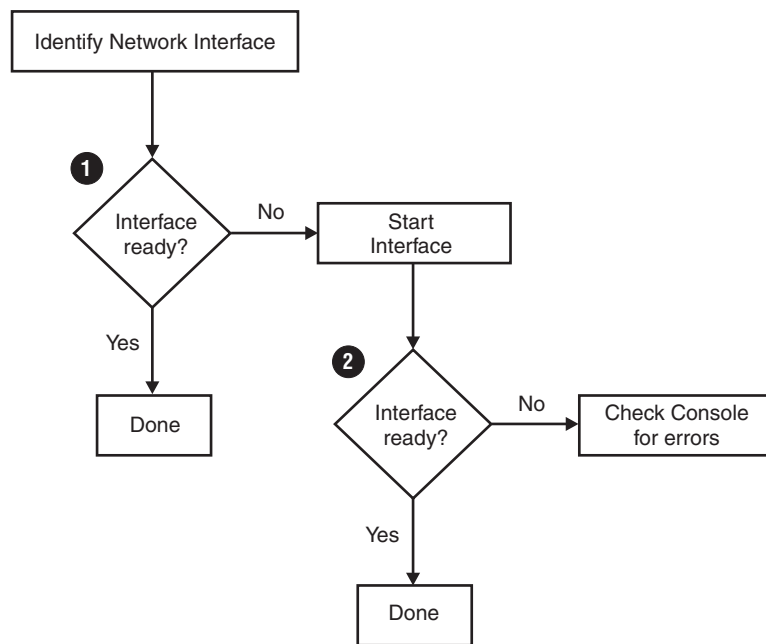 Identify Network Interface
1
Interface
ready?
No
Start
Interface
Yes
Done
2
Interface
ready?
No
Check Console
for errors
Yes
Done